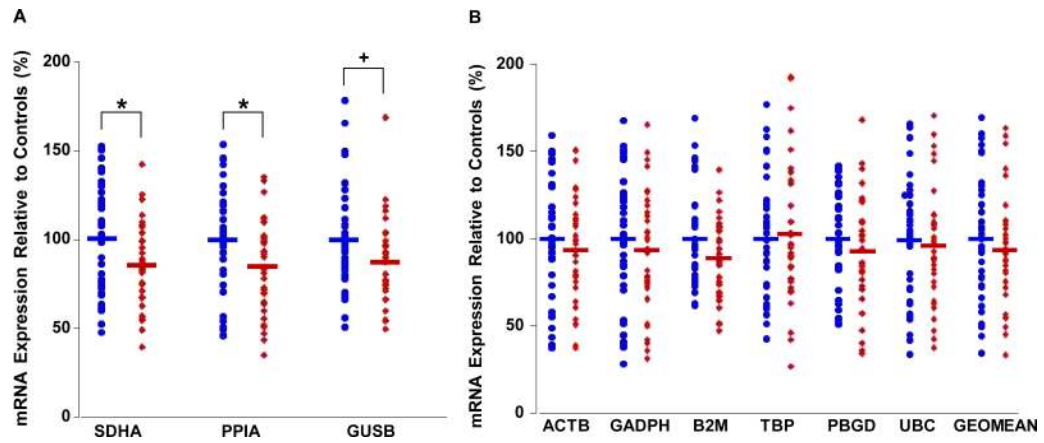 A
mRNA Expression Relative to Controls (%)
200
150
100
50
0
*
*
+
SDHA PPIA GUSB
B
mRNA Expression Relative to Controls (%)
200
150
100
50
0
ACTB GADPH B2M TBP PBGD UBC GEOMEAN